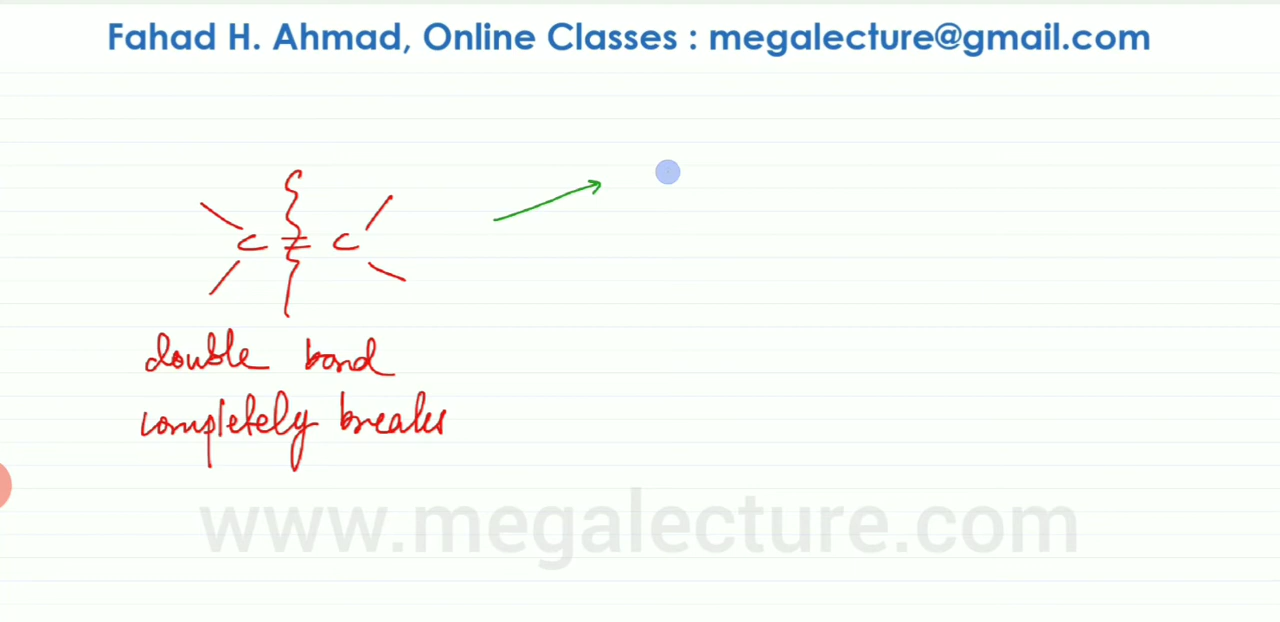 Fahad H. Ahmad, Online Classes : megalecture@gmail.com
C = C
double bond
completely breaks
www.megalecture.com